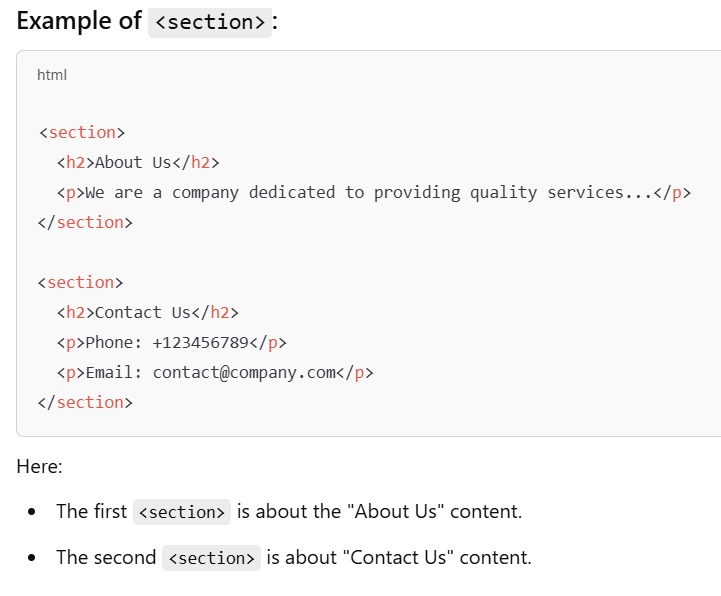 Example of <section>:
html
<section>
  <h2>About Us</h2>
  <p>We are a company dedicated to providing quality services...</p>
</section>
<section>
  <h2>Contact Us</h2>
  <p>Phone: +123456789</p>
  <p>Email: contact@company.com</p>
</section>
Here:
• The first <section> is about the "About Us" content.
• The second <section> is about "Contact Us" content.